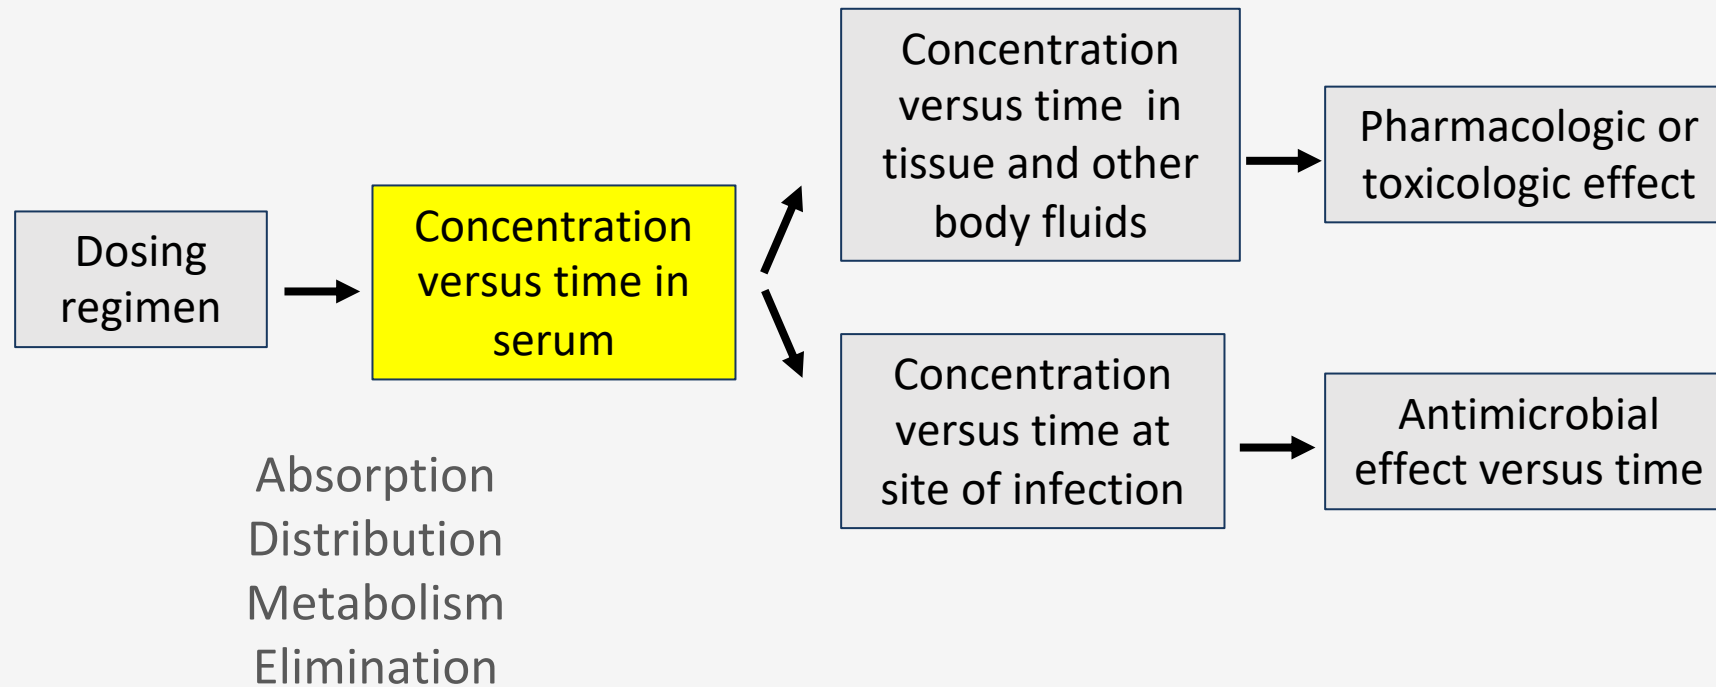 Dosing
regimen
Concentration
versus time in
serum
Concentration
versus time in
tissue and other
body fluids
Pharmacologic or
toxicologic effect
Concentration
versus time at
site of infection
Antimicrobial
effect versus time
Absorption
Distribution
Metabolism
Elimination